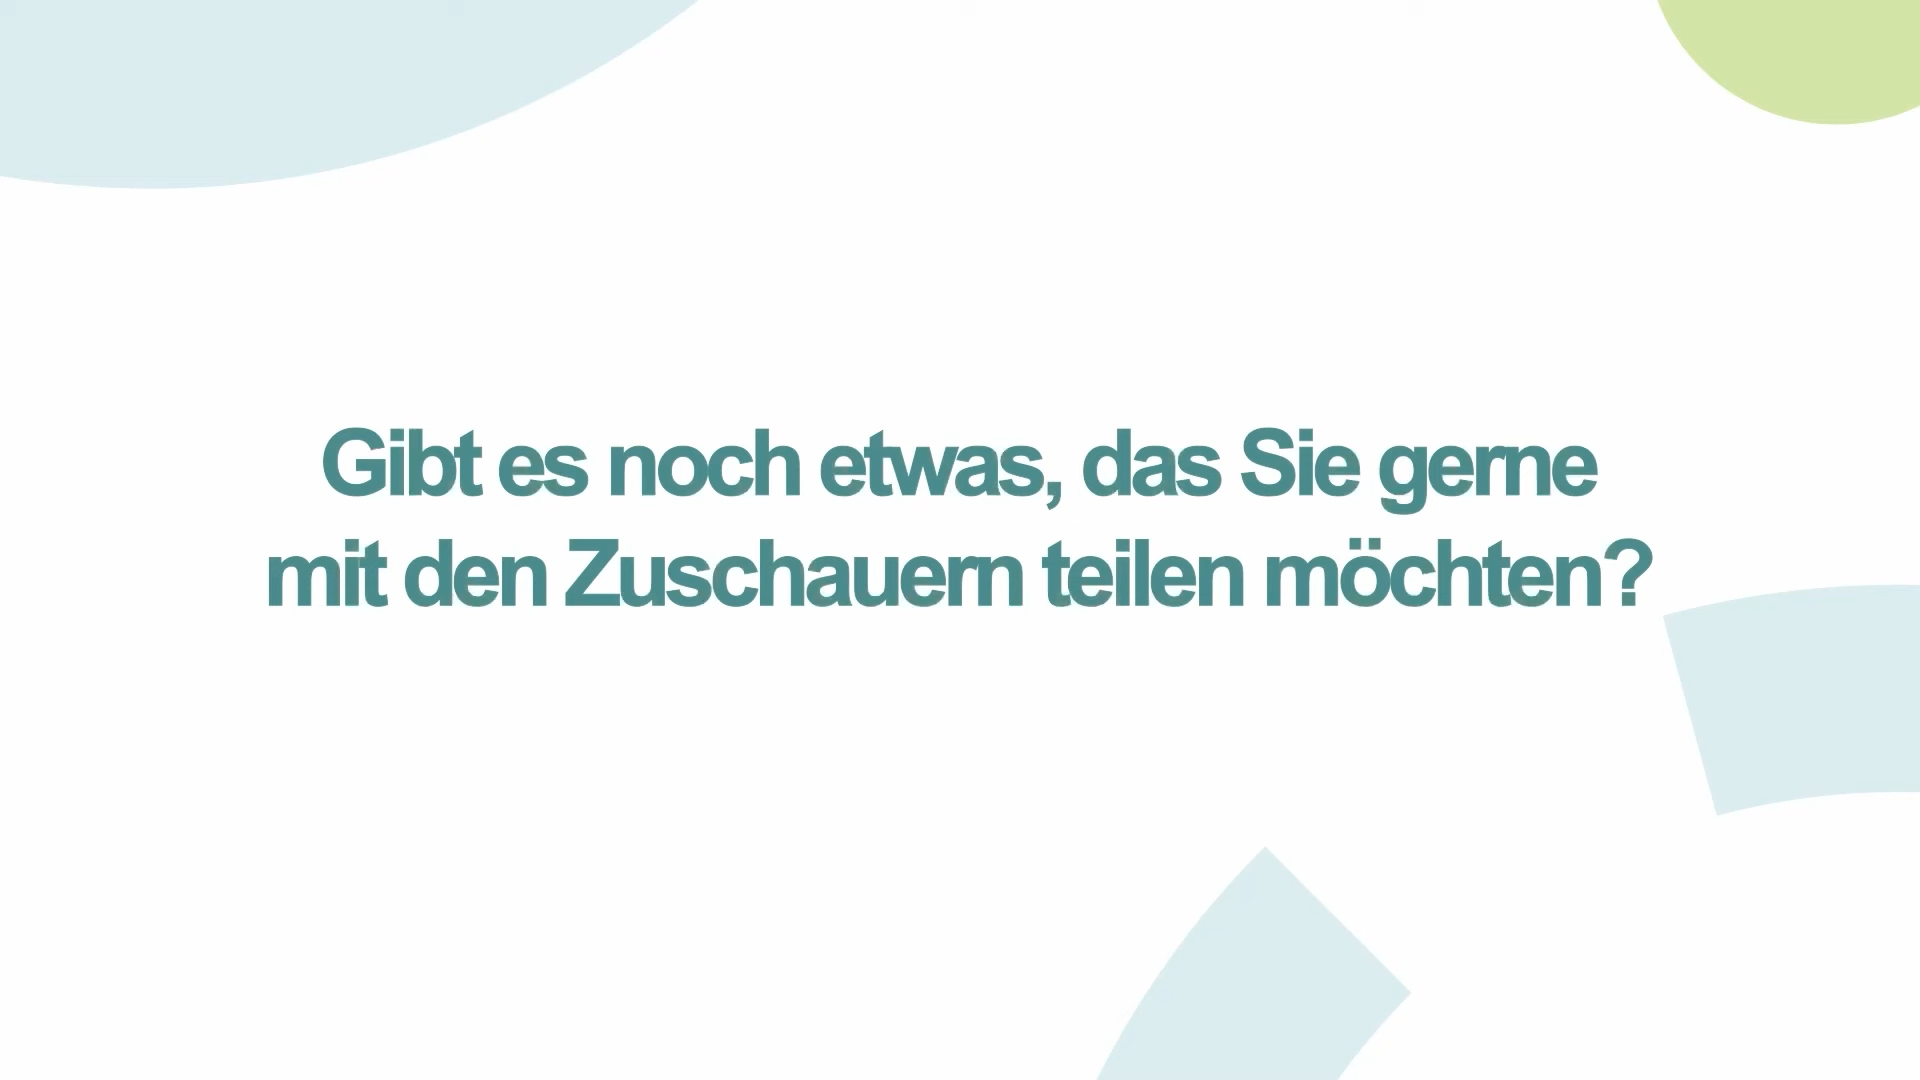 Gibt es noch etwas, das Sie gerne
mit den Zuschauern teilen möchten?